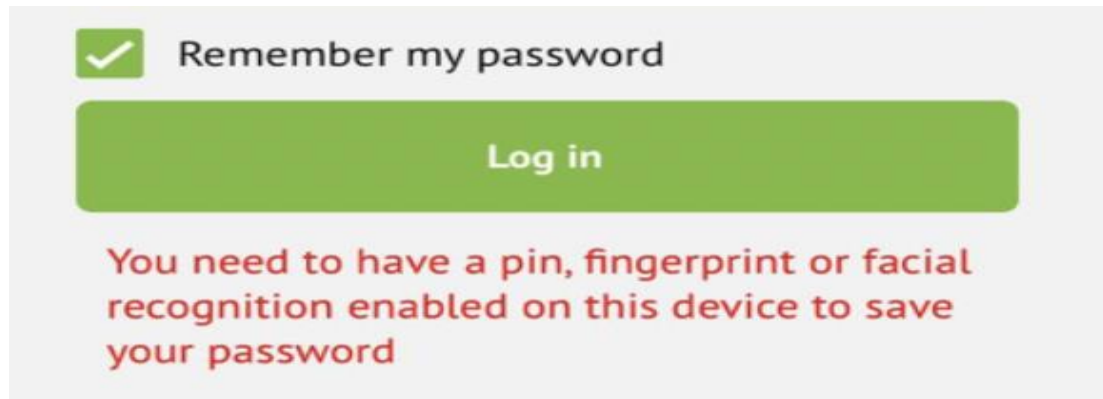 Remember my password
Log in
You need to have a pin, fingerprint or facial
recognition enabled on this device to save
your password